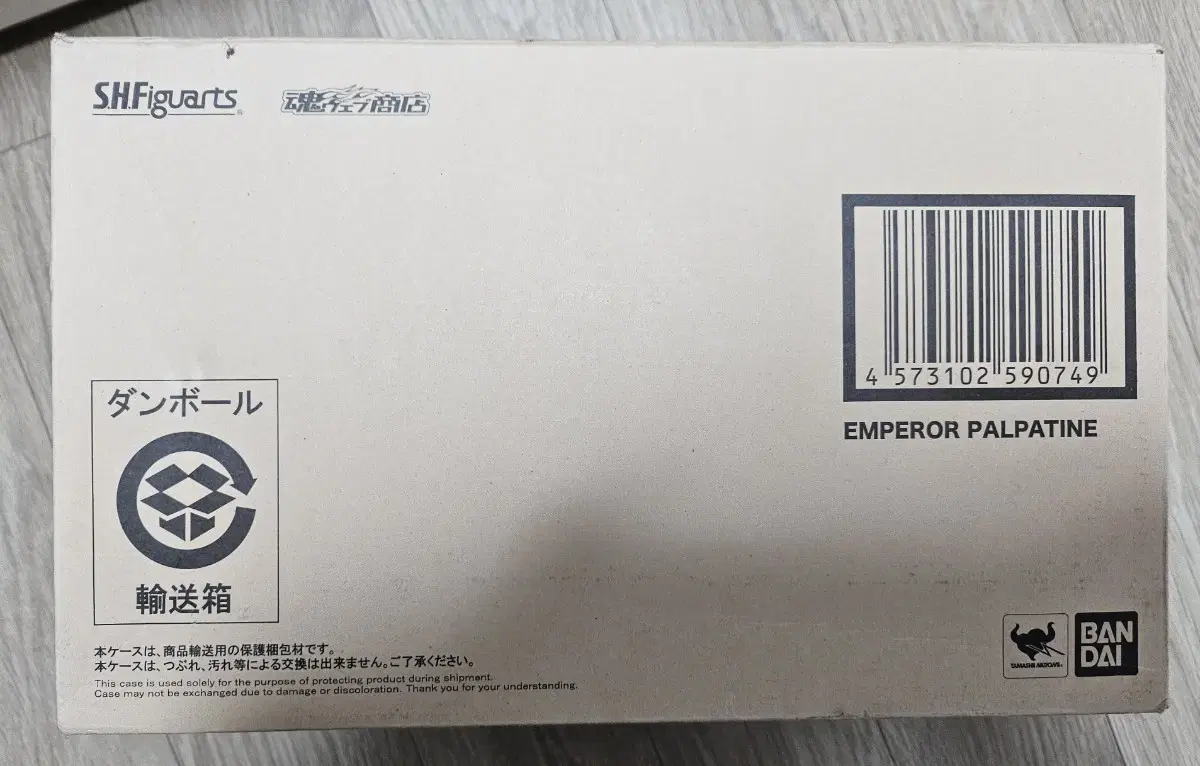 S.H.Figuarts
魂ウェブ商店
4 573102 590749
EMPEROR PALPATINE
ダンボール
輸送箱
本ケースは、商品輸送用の保護梱包材です。
本ケースは、つぶれ、汚れ等による交換は出来ません。ご了承ください。
This case is used solely for the purpose of protecting product during shipment.
Case may not be exchanged due to damage or discoloration. Thank you for your understanding.
TAMASHII NATIONS
BAN
DAI